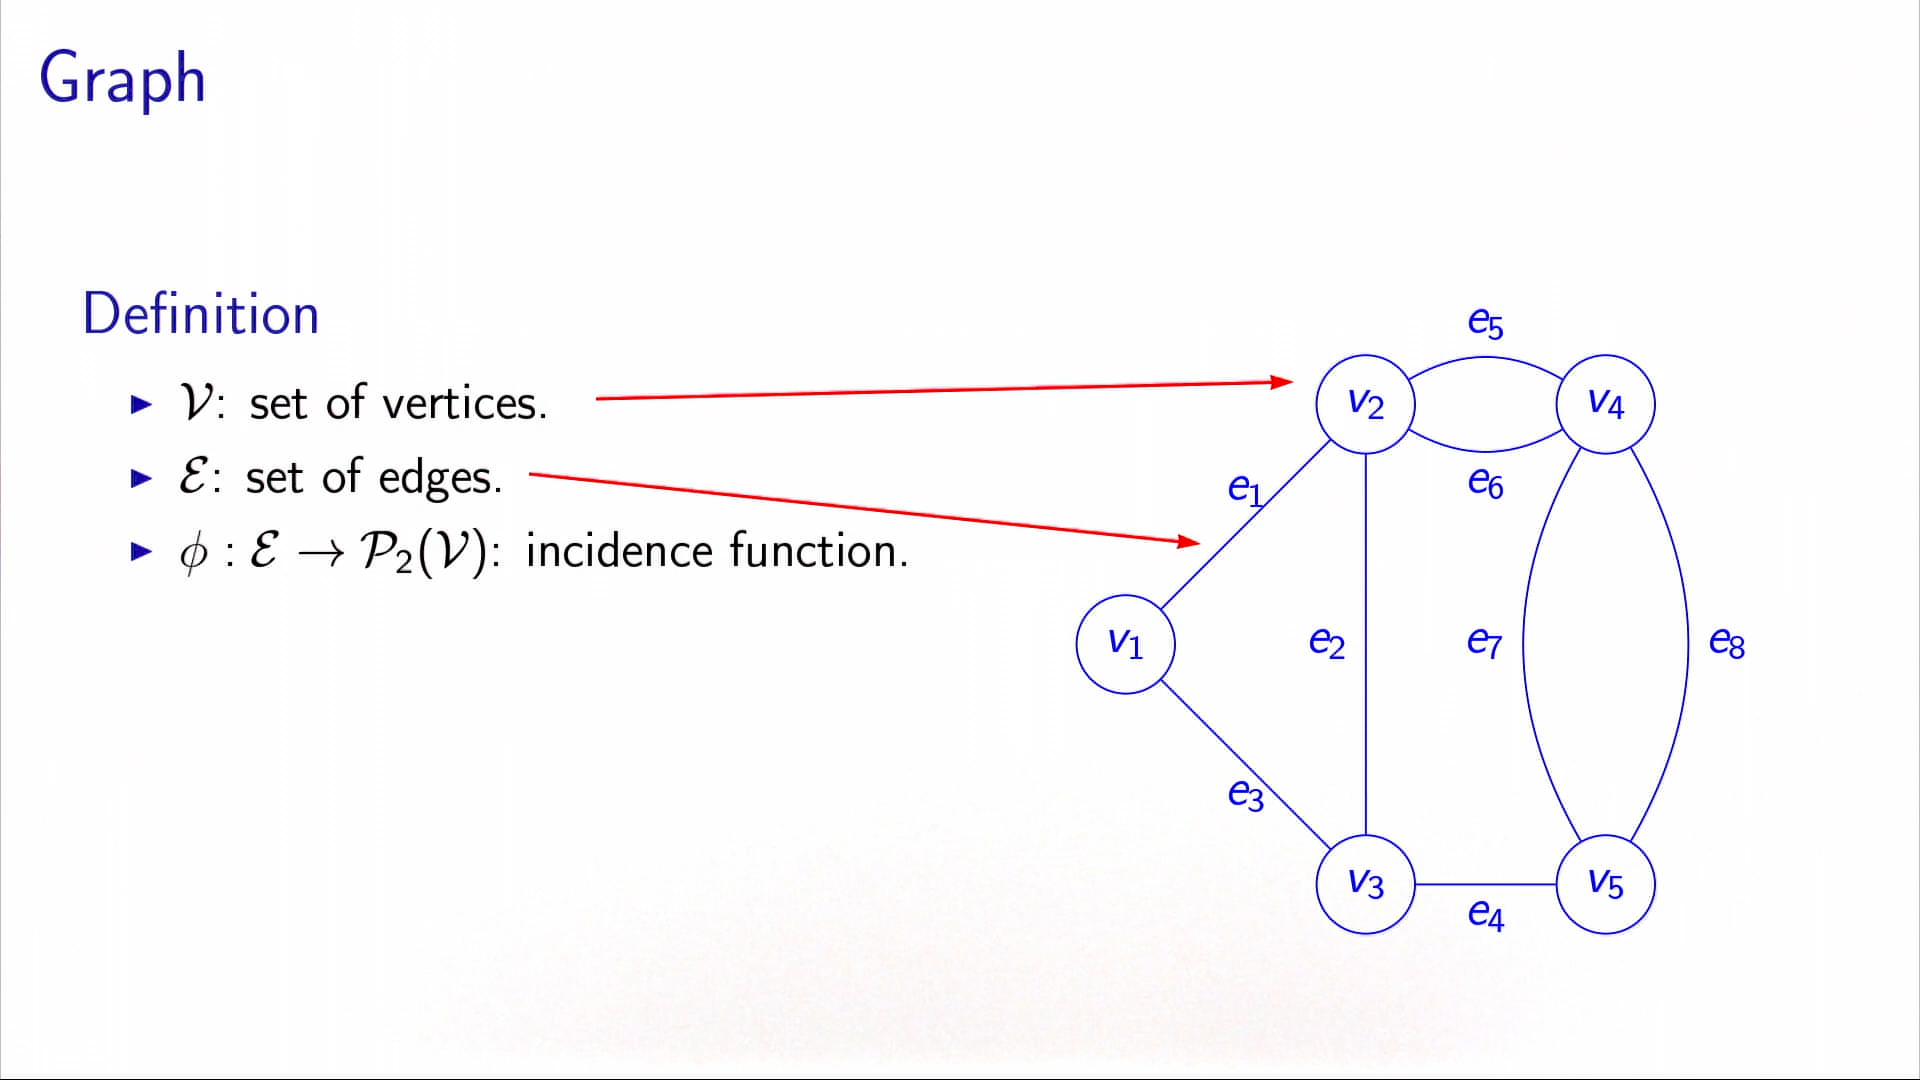 Graph
Definition
▶ 𝒱: set of vertices.
▶ ℰ: set of edges.
▶ ϕ : ℰ → 𝒫₂(𝒱): incidence function.
e₅
v₂
v₄
e₁
e₆
v₁
e₂
e₇
e₈
e₃
v₃
v₅
e₄